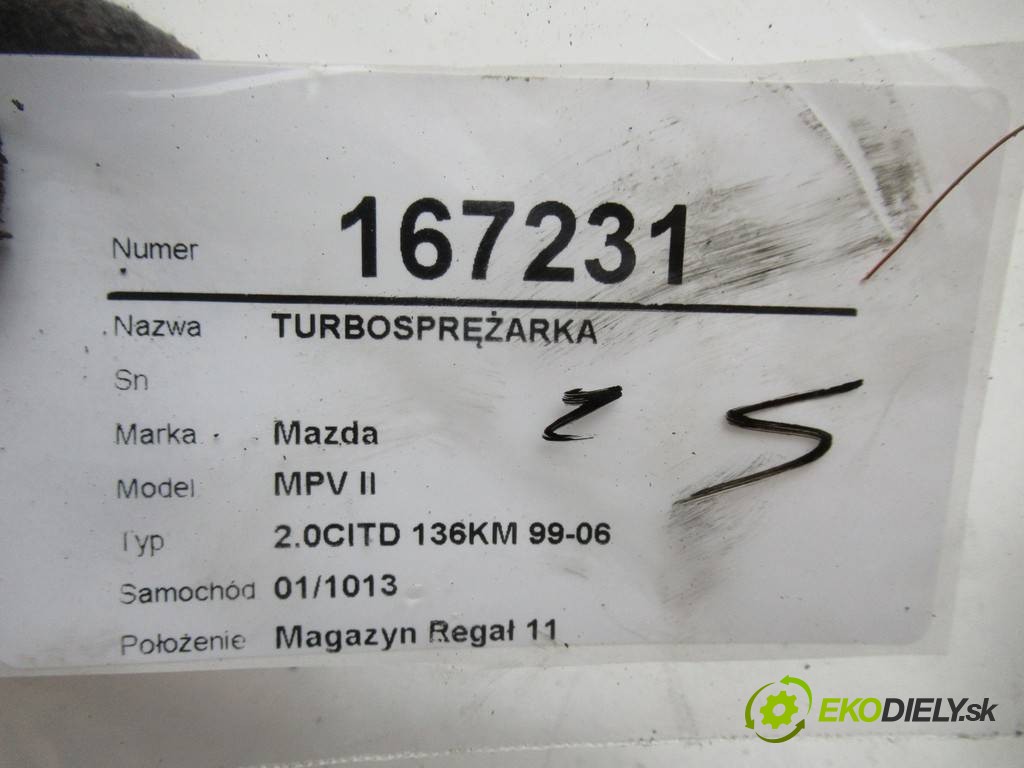 Numer 167231
Nazwa TURBOSPRĘŻARKA
Sn
Marka Mazda
Model MPV II
Typ 2.0CITD 136KM 99-06
Samochód 01/1013
Położenie Magazyn Regał 11
EKODIELY.sk